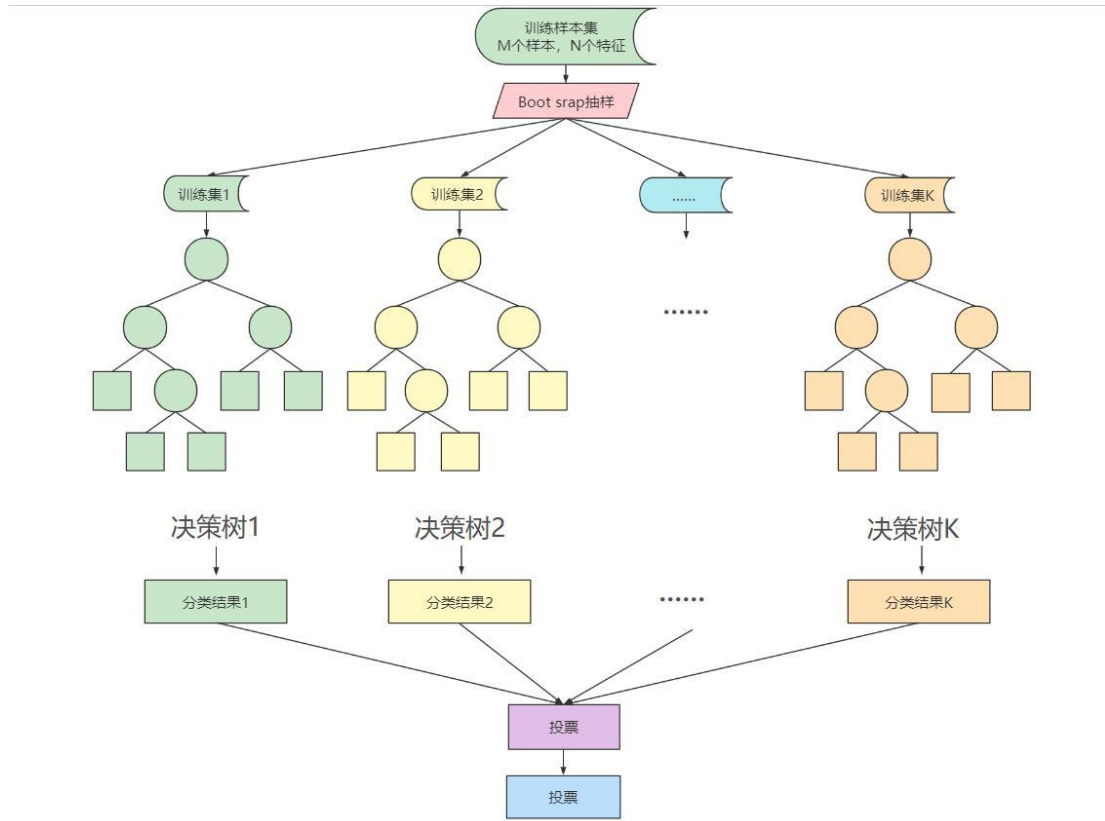 训练样本集
M个样本，N个特征
Boot srap抽样
训练集1
训练集2
......
训练集K
......
决策树1
决策树2
决策树K
分类结果1
分类结果2
......
分类结果K
投票
投票